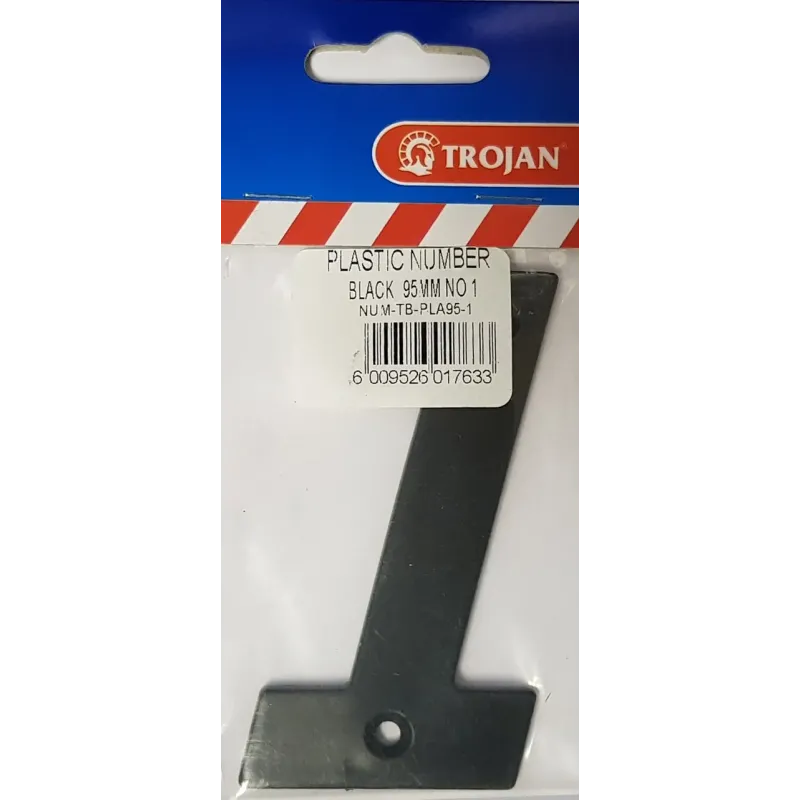 TROJAN
PLASTIC NUMBER
BLACK 95MM NO 1
NUM-TB-PLA95-1
6 009526 017633